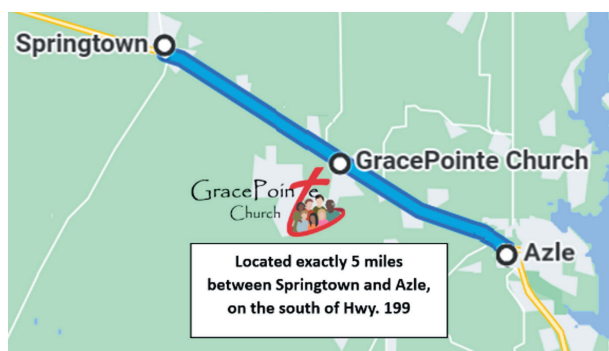 Springtown
GracePointe Church
GracePointe
Church
Azle
Located exactly 5 miles
between Springtown and Azle,
on the south of Hwy. 199